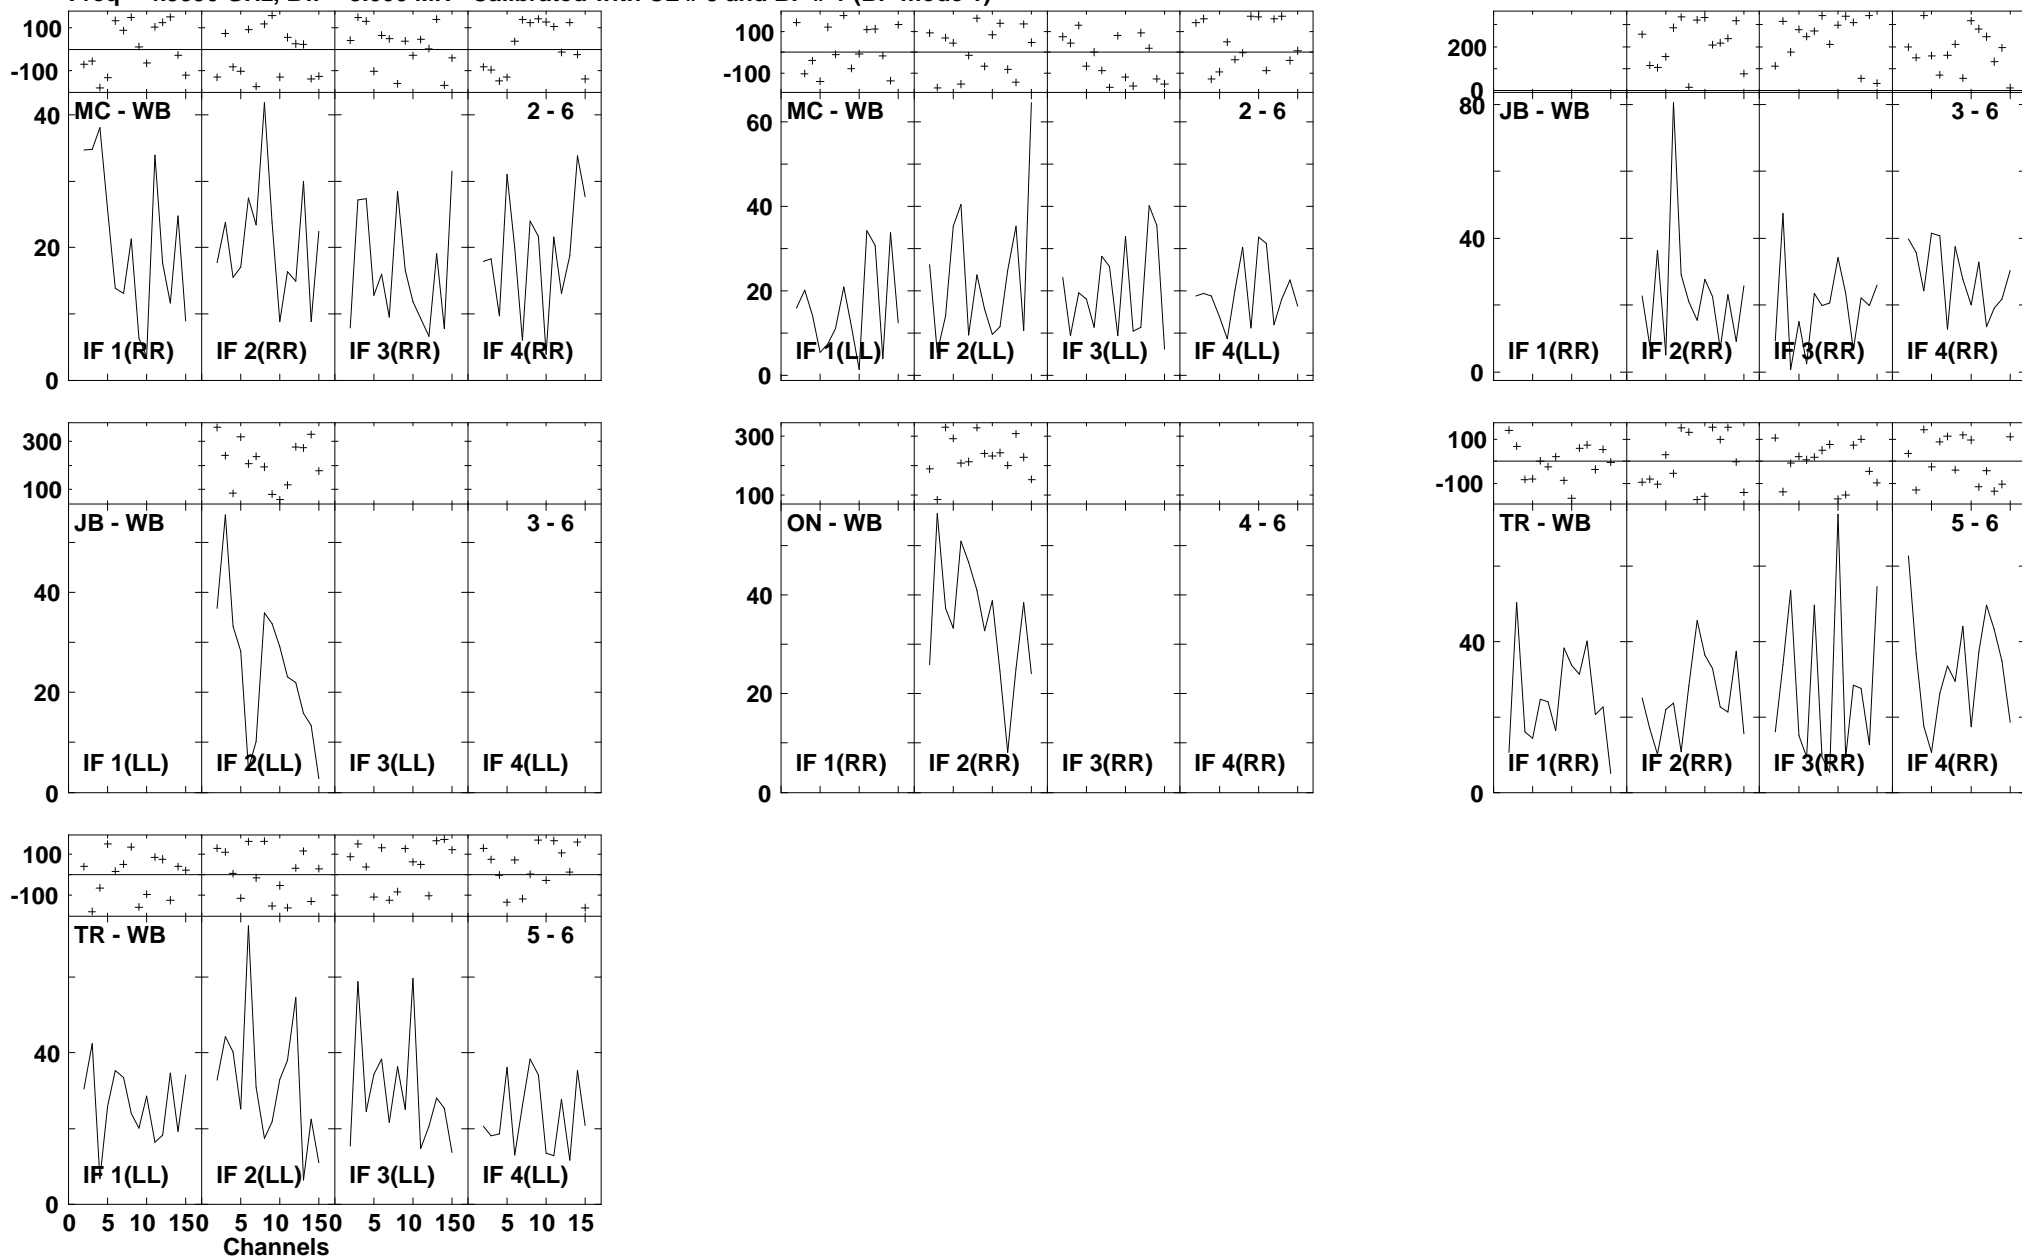 100
-100
MC - WB 2 - 6
40
20
0
IF 1(RR) IF 2(RR) IF 3(RR) IF 4(RR)
100
-100
MC - WB 2 - 6
60
40
20
0
IF 1(LL) IF 2(LL) IF 3(LL) IF 4(LL)
200
0
JB - WB 3 - 6
80
40
0
IF 1(RR) IF 2(RR) IF 3(RR) IF 4(RR)
300
100
JB - WB 3 - 6
40
20
0
IF 1(LL) IF 2(LL) IF 3(LL) IF 4(LL)
300
100
ON - WB 4 - 6
40
20
0
IF 1(RR) IF 2(RR) IF 3(RR) IF 4(RR)
100
-100
TR - WB 5 - 6
40
0
IF 1(RR) IF 2(RR) IF 3(RR) IF 4(RR)
100
-100
TR - WB 5 - 6
40
0
IF 1(LL) IF 2(LL) IF 3(LL) IF 4(LL)
0 5 10 150 5 10 150 5 10 150 5 10 15
Channels